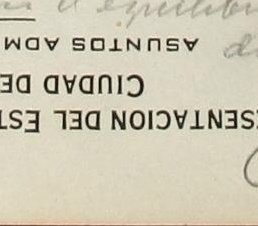 ESENTACION DEL EST
CIUDAD DE
ASUNTOS ADM